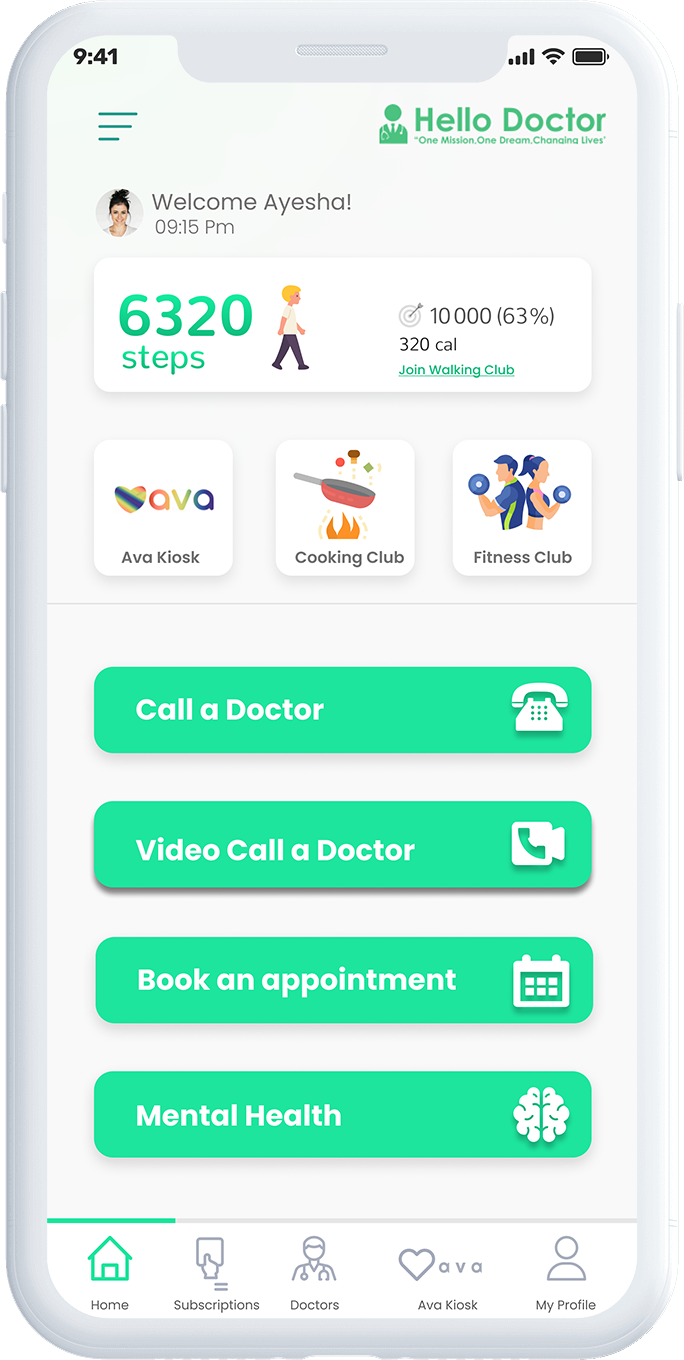 9:41
Hello Doctor
"One Mission,One Dream,Changing Lives"
Welcome Ayesha!
09:15 Pm
6320
steps
10 000 (63%)
320 cal
Join Walking Club
ava
Ava Kiosk
Cooking Club
Fitness Club
Call a Doctor
Video Call a Doctor
Book an appointment
Mental Health
ava
Home
Subscriptions
Doctors
Ava Kiosk
My Profile